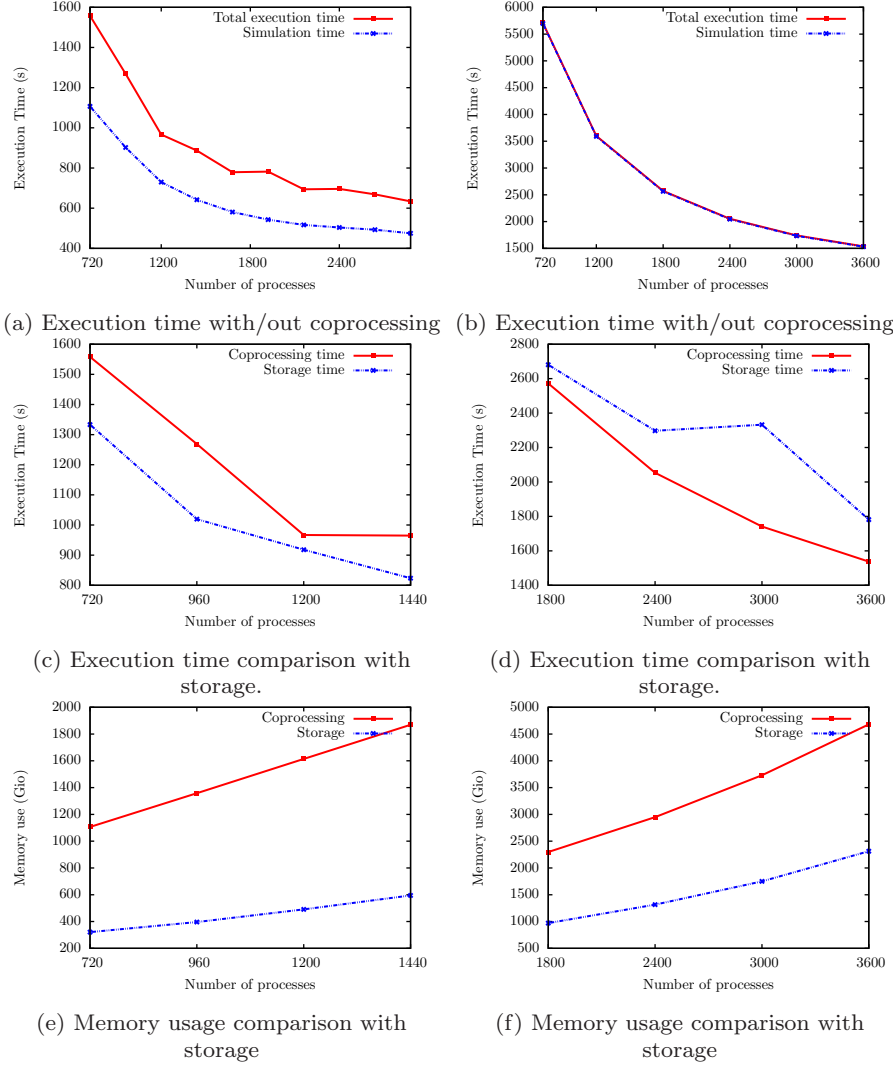 1600
1400
1200
1000
800
600
400
720
1200
1800
2400
Execution Time (s)
Number of processes
Total execution time
Simulation time
6000
5500
5000
4500
4000
3500
3000
2500
2000
1500
720
1200
1800
2400
3000
3600
Execution Time (s)
Number of processes
Total execution time
Simulation time
(a) Execution time with/out coprocessing
(b) Execution time with/out coprocessing
1600
1500
1400
1300
1200
1100
1000
900
800
720
960
1200
1440
Execution Time (s)
Number of processes
Coprocessing time
Storage time
2800
2600
2400
2200
2000
1800
1600
1400
1800
2400
3000
3600
Execution Time (s)
Number of processes
Coprocessing time
Storage time
(c) Execution time comparison with
storage.
(d) Execution time comparison with
storage.
2000
1800
1600
1400
1200
1000
800
600
400
200
720
960
1200
1440
Memory use (Gio)
Number of processes
Coprocessing
Storage
5000
4500
4000
3500
3000
2500
2000
1500
1000
500
1800
2400
3000
3600
Memory use (Gio)
Number of processes
Coprocessing
Storage
(e) Memory usage comparison with
storage
(f) Memory usage comparison with
storage